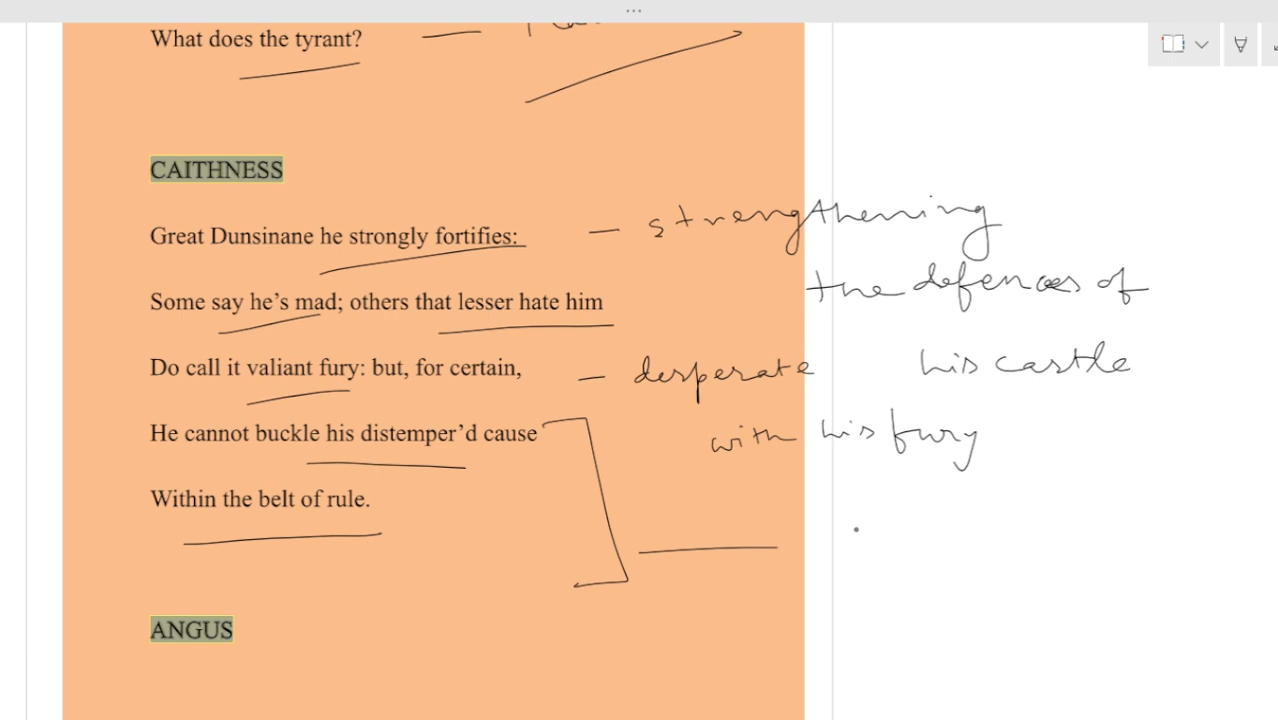 What does the tyrant?
CAITHNESS
Great Dunsinane he strongly fortifies:
— strengthening
the defences of
his castle
Some say he's mad; others that lesser hate him
Do call it valiant fury: but, for certain,
— desperate
with his fury
He cannot buckle his distemper'd cause
Within the belt of rule.
ANGUS